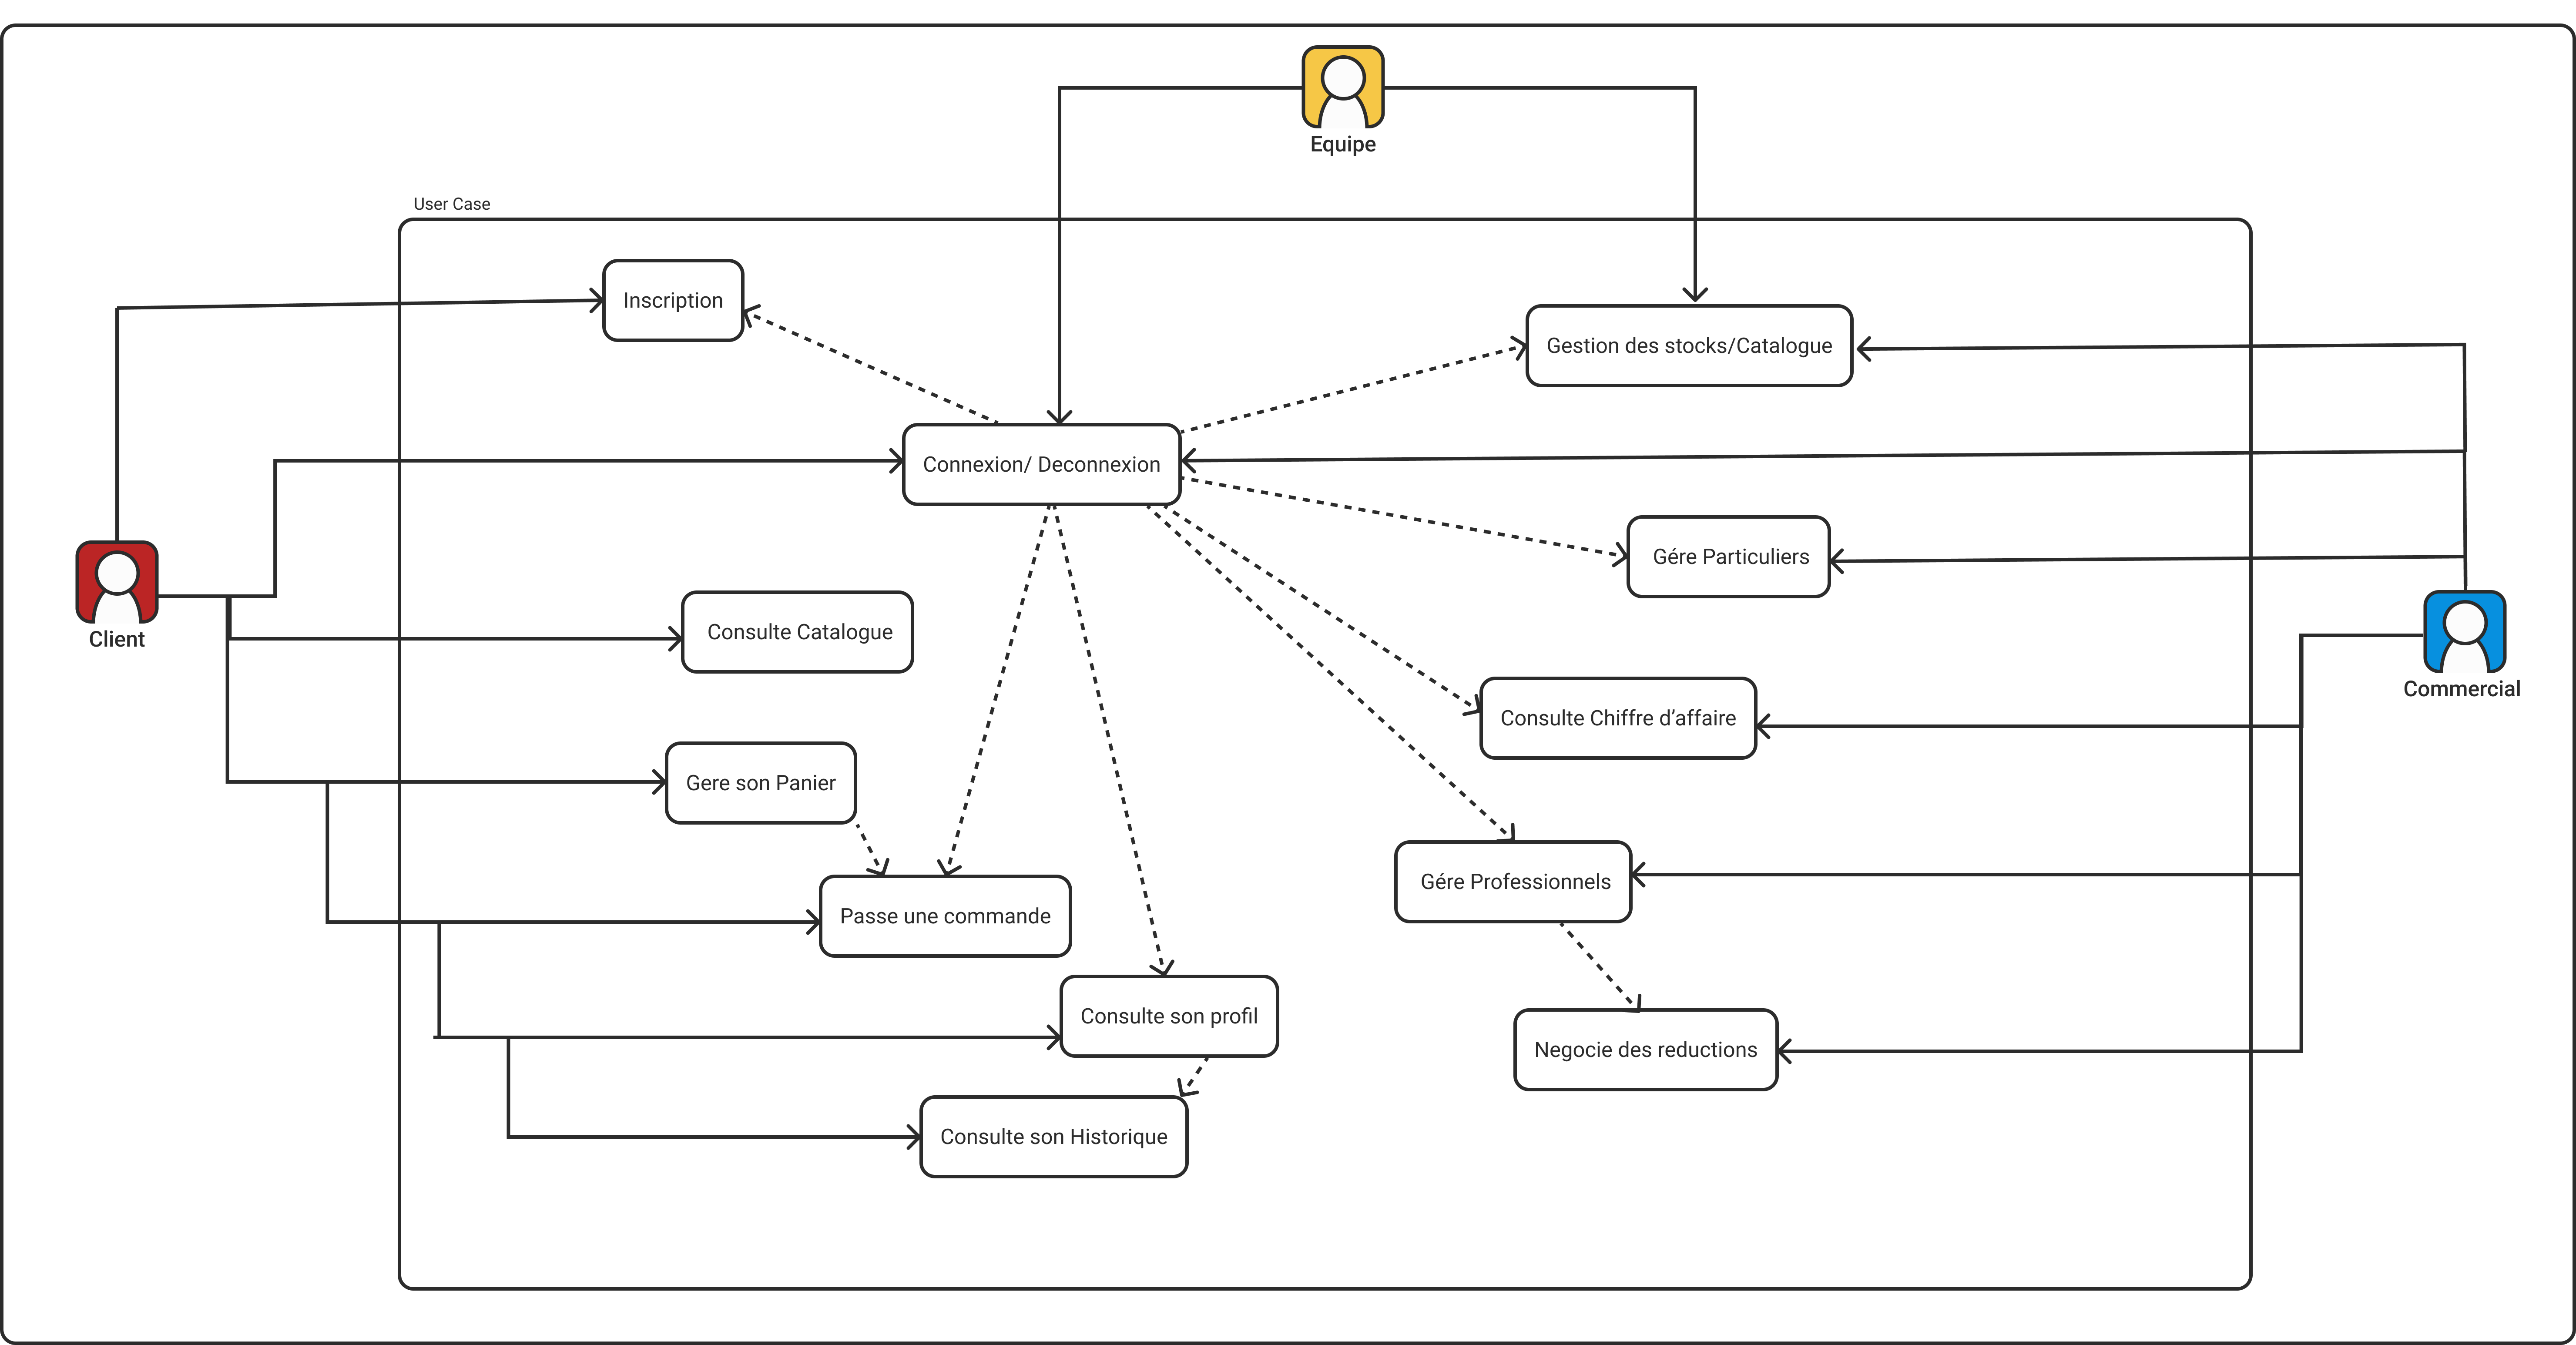 Equipe
User Case
Inscription
Gestion des stocks/Catalogue
Connexion/ Deconnexion
Gére Particuliers
Client
Consulte Catalogue
Commercial
Consulte Chiffre d’affaire
Gere son Panier
Gére Professionnels
Passe une commande
Consulte son profil
Negocie des reductions
Consulte son Historique